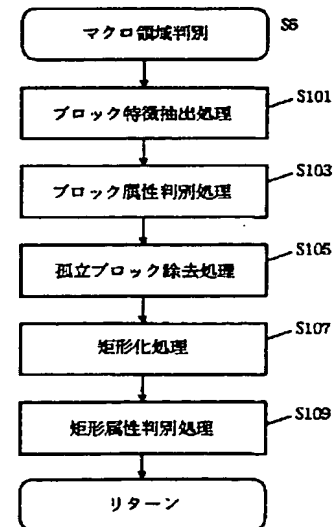 マクロ領域判別 S6
ブロック特徴抽出処理 S101
ブロック属性判別処理 S103
孤立ブロック除去処理 S105
矩形化処理 S107
矩形属性判別処理 S109
リターン